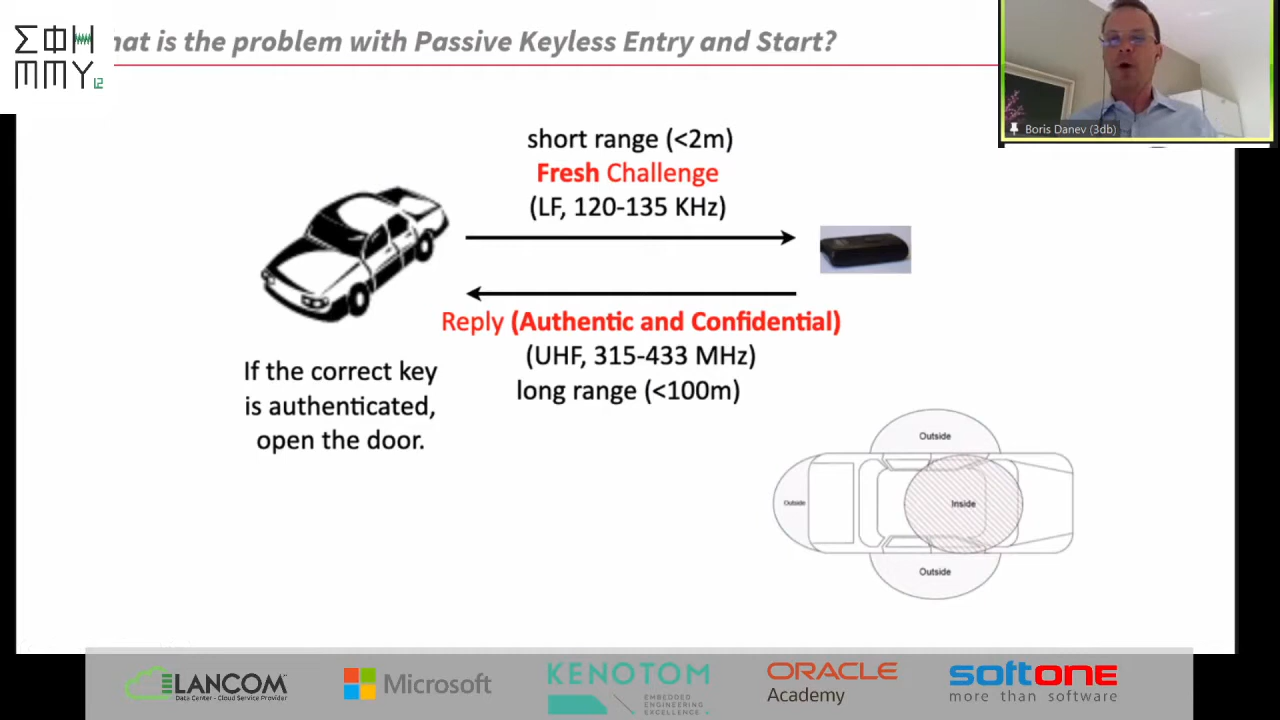 ΣΦΗ
ΜΜΥ12
hat is the problem with Passive Keyless Entry and Start?
Boris Danev (3db)
short range (<2m)
Fresh Challenge
(LF, 120-135 KHz)
Reply (Authentic and Confidential)
(UHF, 315-433 MHz)
long range (<100m)
If the correct key
is authenticated,
open the door.
Outside
Outside
Inside
Outside
LANCOM
Data Center - Cloud Service Provider
Microsoft
KENOTOM
EMBEDDED
ENGINEERING
EXCELLENCE_
ORACLE
Academy
softone
more than software